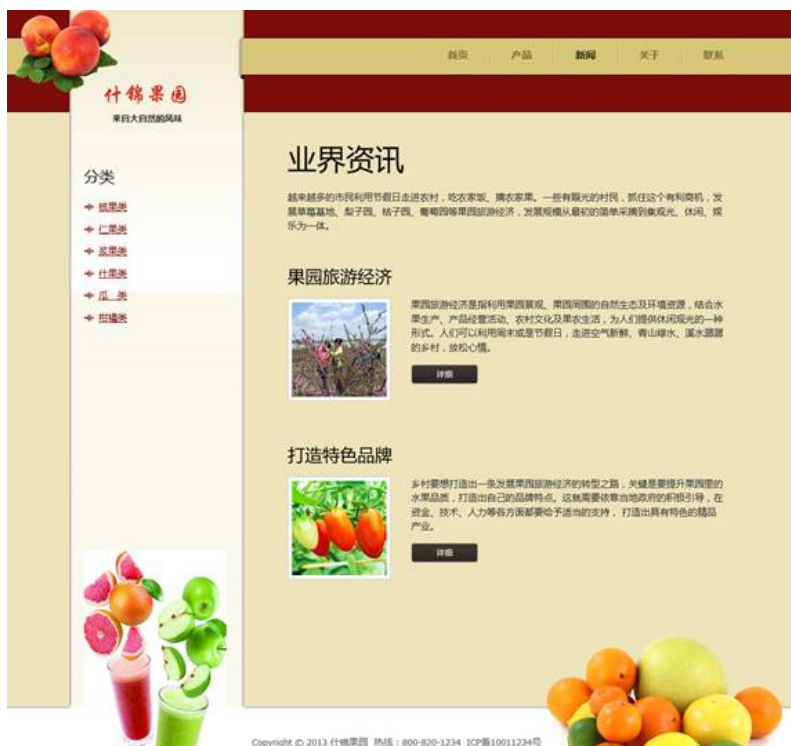 首页 产品 新闻 关于 联系
什锦果园
来自大自然的风味
分类
核果类
仁果类
浆果类
什果类
瓜 类
柑橘类
业界资讯
越来越多的市民利用节假日走进农村，吃农家饭、摘农家果。一些有眼光的村民，抓住这个有利商机，发
展草莓基地、梨子园、桔子园、葡萄园等果园旅游经济，发展规模从最初的简单采摘到集观光、休闲、娱
乐为一体。
果园旅游经济
果园旅游经济是指利用果园景观、果园周围的自然生态及环境资源，结合水
果生产、产品经营活动、农村文化及果农生活，为人们提供休闲观光的一种
形式。人们可以利用周末或是节假日，走进空气新鲜、青山绿水、溪水潺潺
的乡村，放松心情。
详细
打造特色品牌
乡村要想打造出一条发展果园旅游经济的转型之路，关键是要提升果园里的
水果品质，打造出自己的品牌特点。这就需要依靠当地政府的积极引导，在
资金、技术、人力等各方面都要给予适当的支持， 打造出具有特色的精品
产业。
详细
Copyright © 2013 什锦果园 热线：800-820-1234 ICP备10011234号